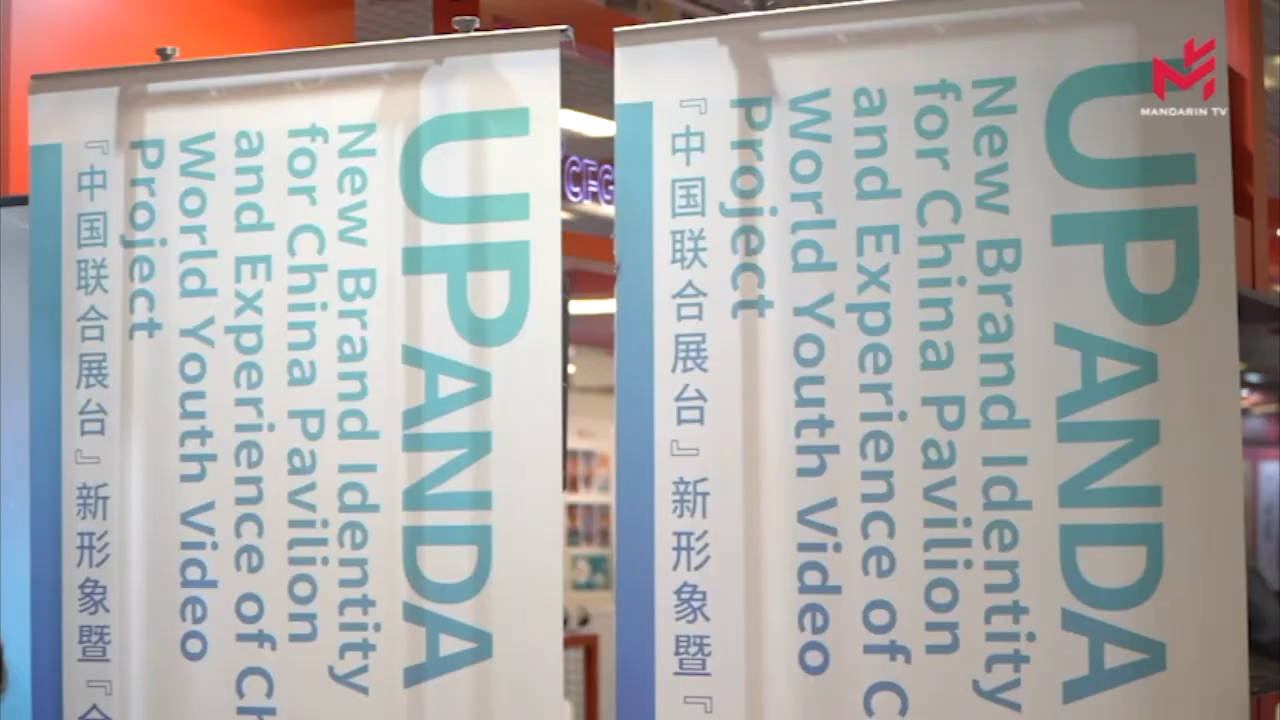 UPANDA
New Brand Identity
for China Pavilion
and Experience of
World Youth Video
Project
『中国联合展台』新形象暨『
CFG
UPANDA
New Brand Identity
for China Pavilion
and Experience of
World Youth Video
Project
『中国联合展台』新形象暨『
MANDARIN TV